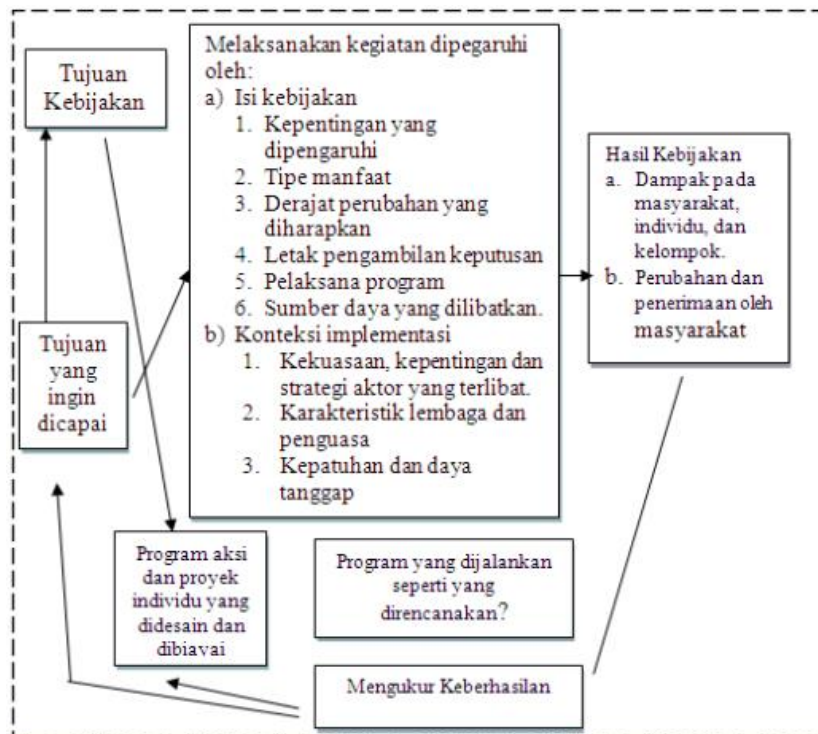 Tujuan
Kebijakan
Melaksanakan kegiatan dipegaruhi
oleh:
a) Isi kebijakan
1. Kepentingan yang
dipengaruhi
2. Tipe manfaat
3. Derajat perubahan yang
diharapkan
4. Letak pengambilan keputusan
5. Pelaksana program
6. Sumber daya yang dilibatkan.
b) Konteksi implementasi
1. Kekuasaan, kepentingan dan
strategi aktor yang terlibat.
2. Karakteristik lembaga dan
penguasa
3. Kepatuhan dan daya
tanggap
Hasil Kebijakan
a. Dampak pada
masyarakat,
individu, dan
kelompok.
b. Perubahan dan
penerimaan oleh
masyarakat
Tujuan
yang
ingin
dicapai
Program aksi
dan proyek
individu yang
didesain dan
dibiavai
Program yang dijalankan
seperti yang
direncanakan?
Mengukur Keberhasilan